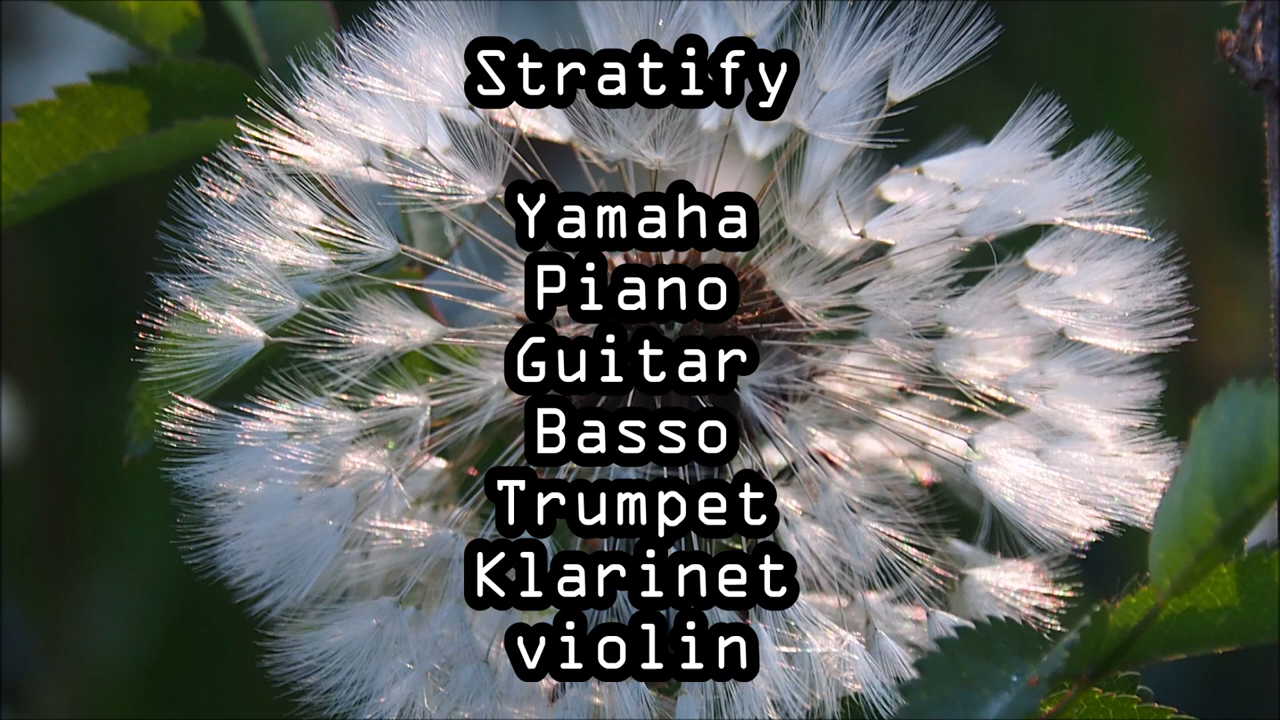 Stratify
Yamaha
Piano
Guitar
Basso
Trumpet
Klarinet
violin